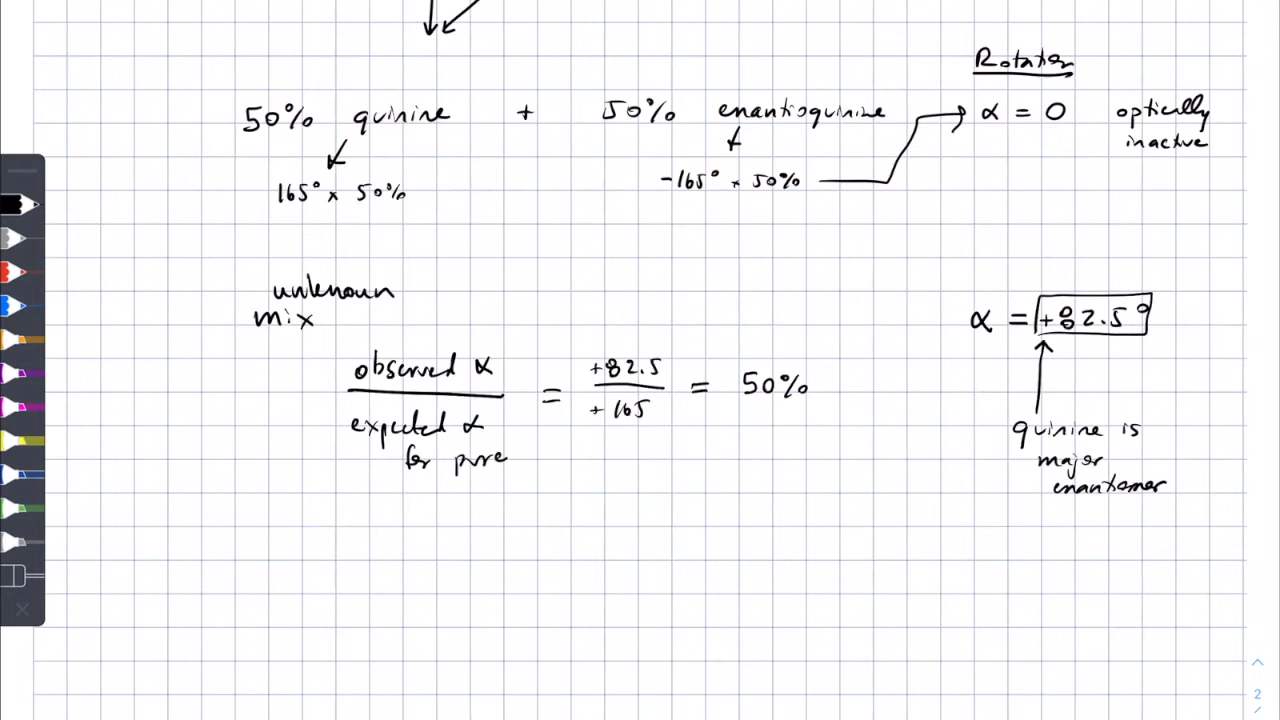 Rotation
50% quinine + 50% enantioquinine α = 0 optically
inactive
165° × 50%
-165° × 50%
unknown
mix
α = +82.5°
observed α = +82.5 = 50%
expected α +165
for pure
quinine is
major
enantiomer
2